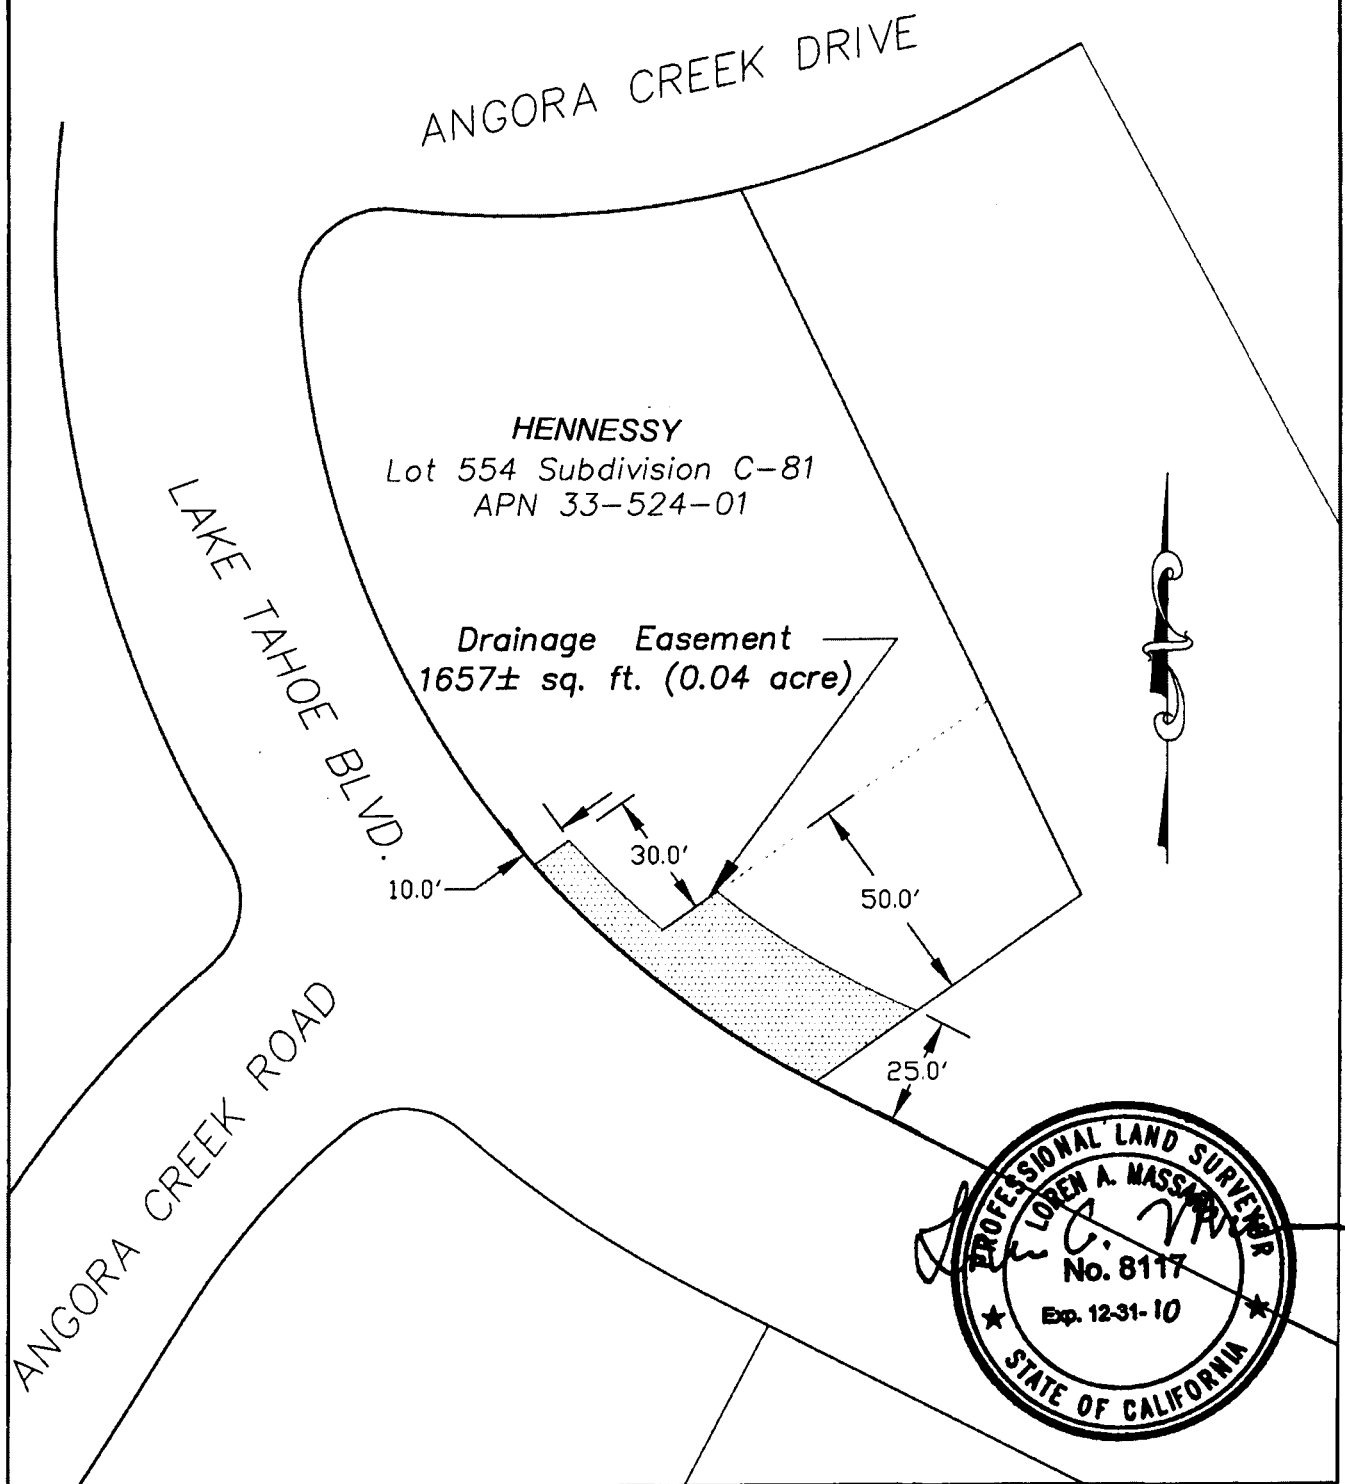 ANGORA CREEK DRIVE
HENNESSY
Lot 554 Subdivision C-81
APN 33-524-01
LAKE TAHOE BLVD.
Drainage Easement
1657± sq. ft. (0.04 acre)
30.0'
10.0'
50.0'
25.0'
ANGORA CREEK ROAD
PROFESSIONAL LAND SURVEYOR
LOREN A.
No. 8117
Exp. 12-31-10
STATE OF CALIFORNIA